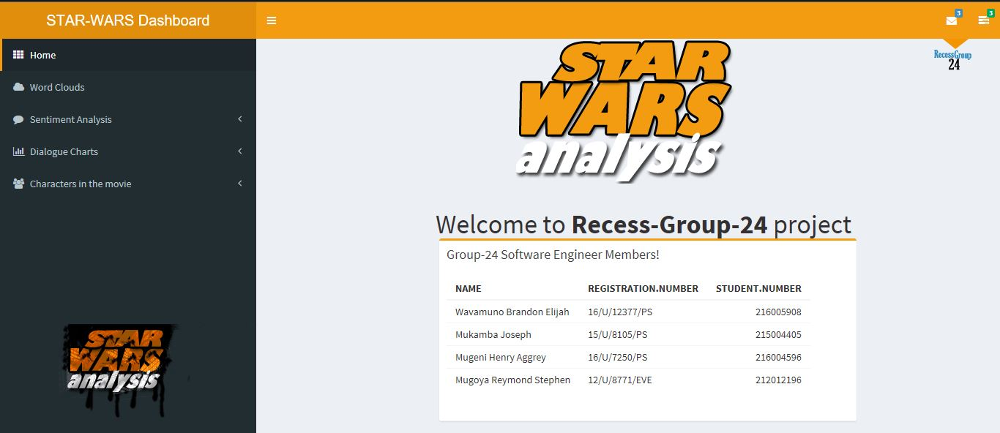 STAR-WARS Dashboard
3
3
Home
Word Clouds
Sentiment Analysis
Dialogue Charts
Characters in the movie
STAR
WARS
analysis
RecessGroup
24
STAR
WARS
analysis
Welcome to Recess-Group-24 project
Group-24 Software Engineer Members!
NAME REGISTRATION.NUMBER STUDENT.NUMBER
Wavamuno Brandon Elijah 16/U/12377/PS 216005908
Mukamba Joseph 15/U/8105/PS 215004405
Mugeni Henry Aggrey 16/U/7250/PS 216004596
Mugoya Reymond Stephen 12/U/8771/EVE 212012196